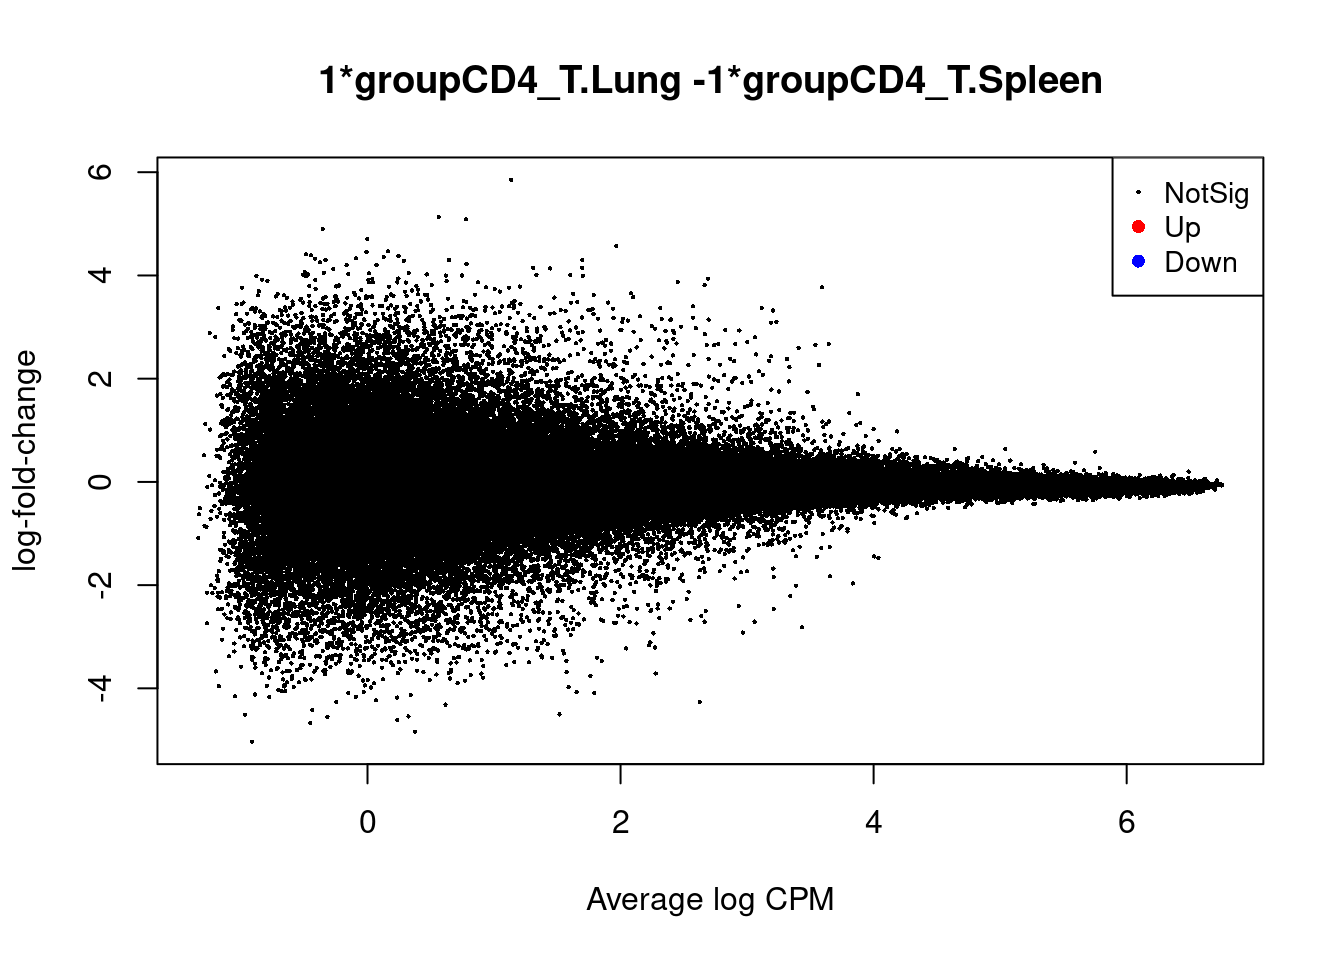 1*groupCD4_T.Lung -1*groupCD4_T.Spleen
NotSig
Up
Down
6
4
2
0
-2
-4
log-fold-change
0 2 4 6
Average log CPM